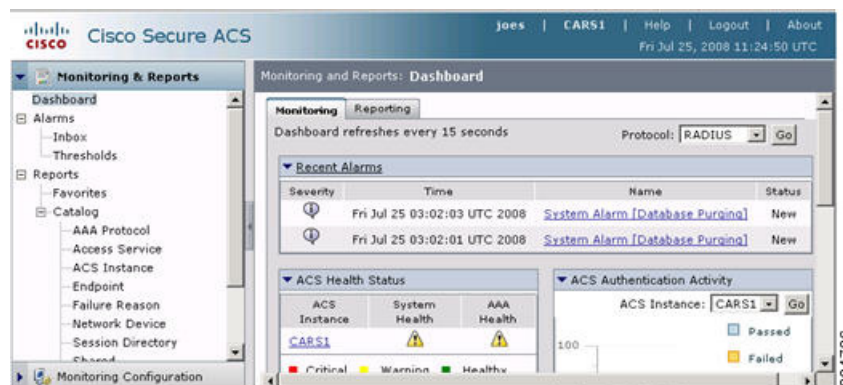 CISCO Cisco Secure ACS
joes | CARS1 | Help | Logout | About
Fri Jul 25, 2008 11:24:50 UTC
Monitoring & Reports
Dashboard
Alarms
Inbox
Thresholds
Reports
Favorites
Catalog
AAA Protocol
Access Service
ACS Instance
Endpoint
Failure Reason
Network Device
Session Directory
Shared
Monitoring Configuration
Monitoring and Reports: Dashboard
Monitoring Reporting
Dashboard refreshes every 15 seconds
Protocol: RADIUS Go
Recent Alarms
Severity Time Name Status
Fri Jul 25 03:02:03 UTC 2008 System Alarm [Database Purging] New
Fri Jul 25 03:02:01 UTC 2008 System Alarm [Database Purging] New
ACS Health Status
ACS Instance System Health AAA Health
CARS1
Critical Warning Healthy
ACS Authentication Activity
ACS Instance: CARS1 Go
100
Passed
Failed